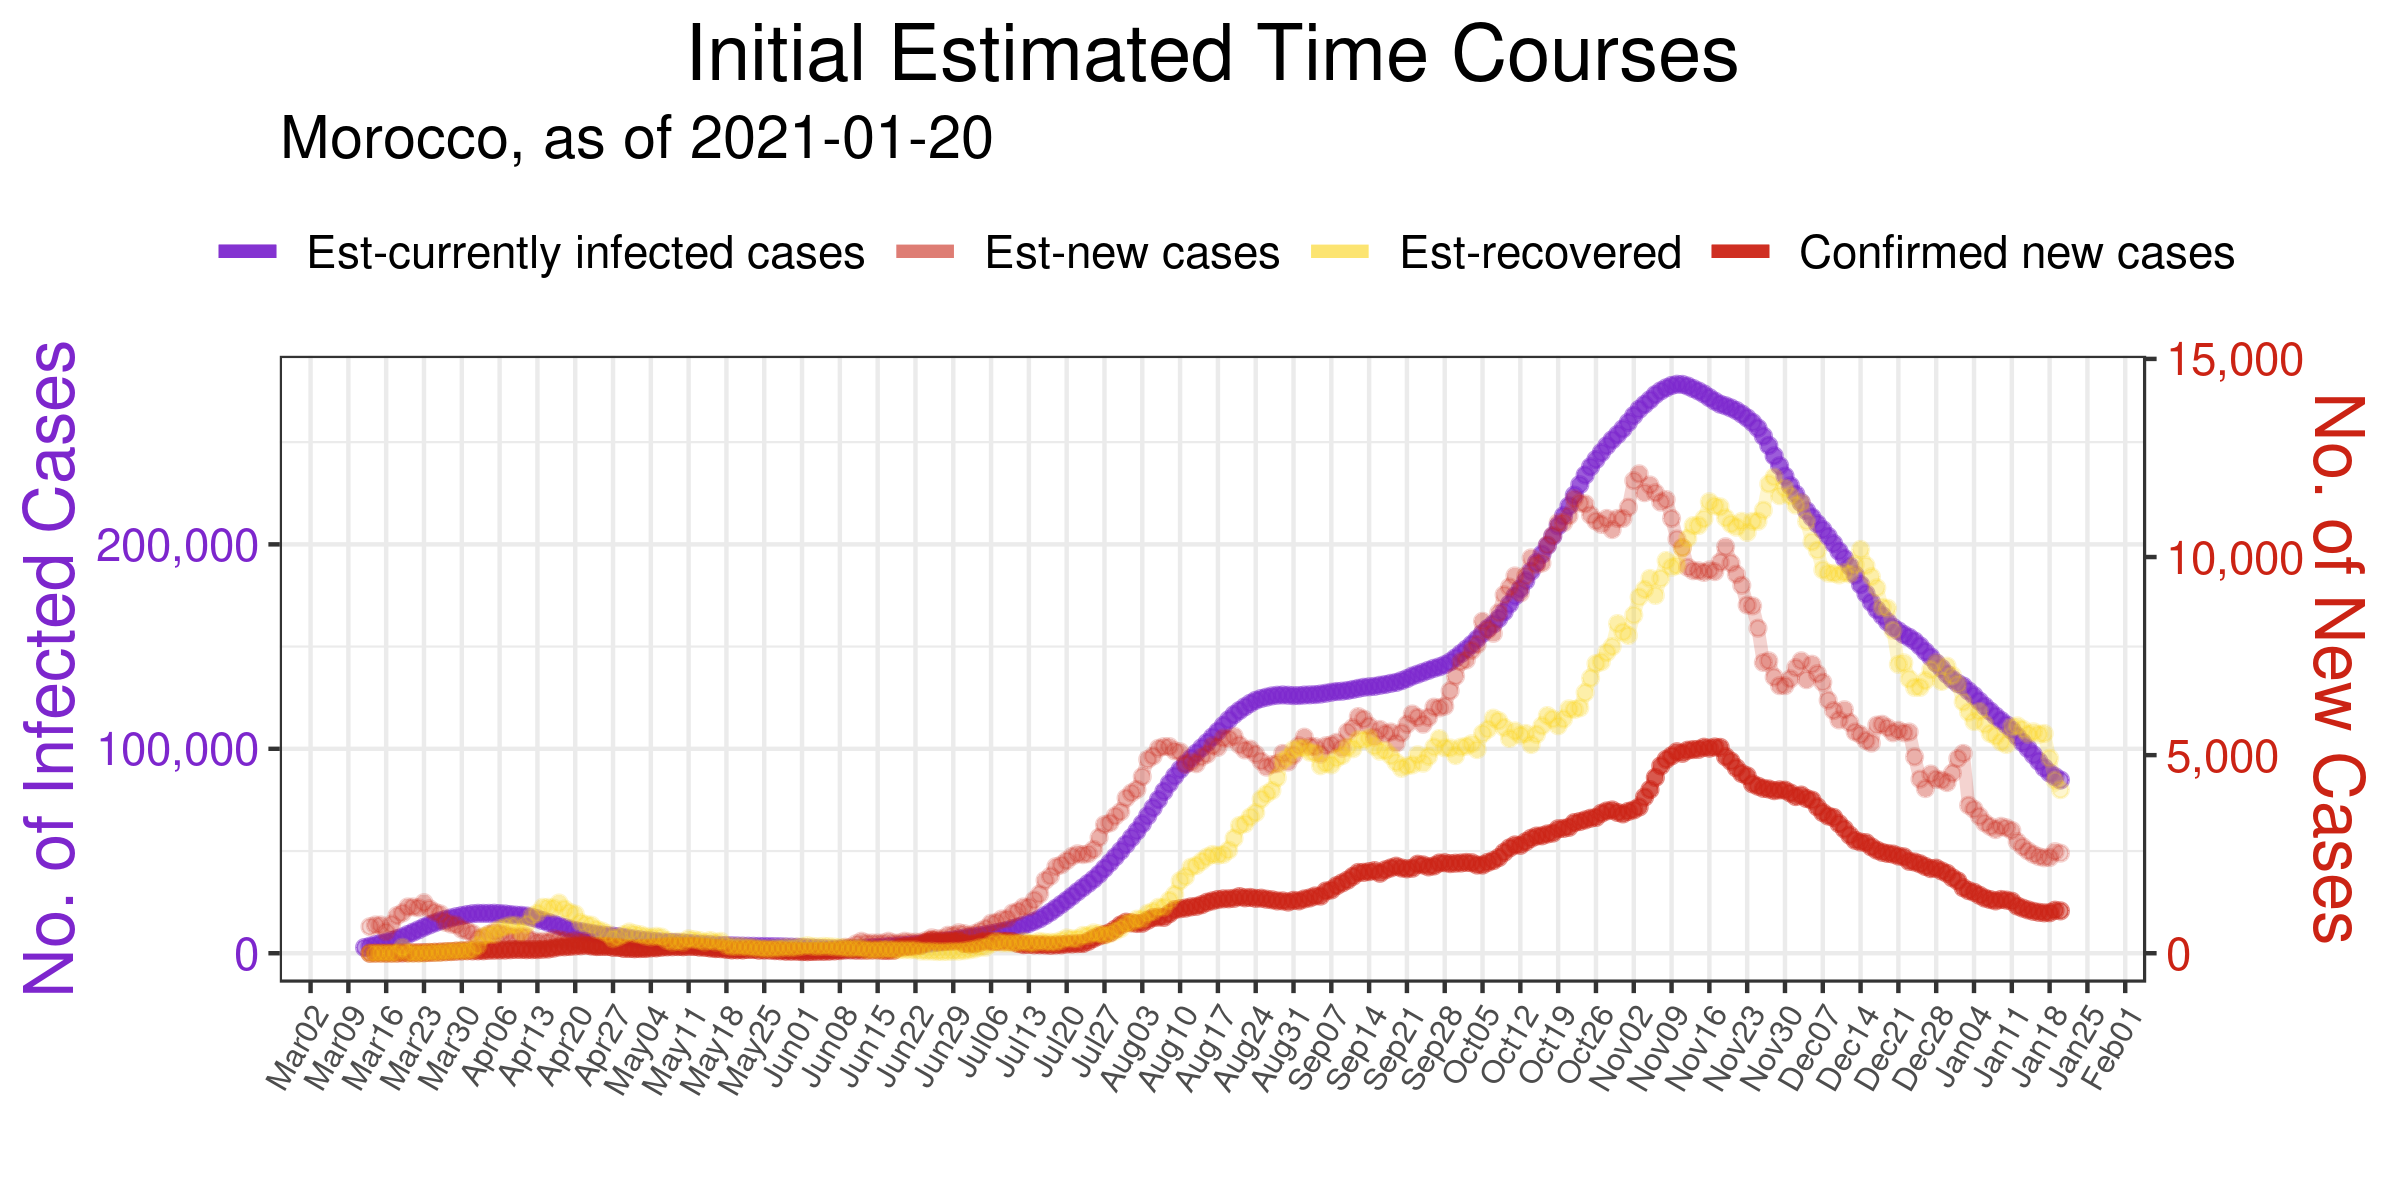 Initial Estimated Time Courses
Morocco, as of 2021-01-20
Est-currently infected cases Est-new cases Est-recovered Confirmed new cases
No. of Infected Cases
200,000
100,000
0
15,000
10,000
5,000
0
No. of New Cases
Mar02 Mar09 Mar16 Mar23 Mar30 Apr06 Apr13 Apr20 Apr27 May04 May11 May18 May25 Jun01 Jun08 Jun15 Jun22 Jun29 Jul06 Jul13 Jul20 Jul27 Aug03 Aug10 Aug17 Aug24 Aug31 Sep07 Sep14 Sep21 Sep28 Oct05 Oct12 Oct19 Oct26 Nov02 Nov09 Nov16 Nov23 Nov30 Dec07 Dec14 Dec21 Dec28 Jan04 Jan11 Jan18 Jan25 Feb01